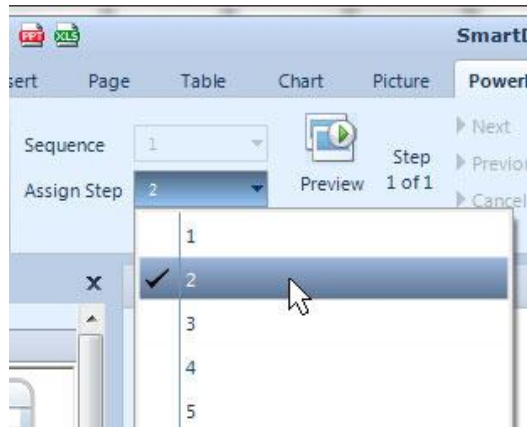 PPT XLS SmartD
sert Page Table Chart Picture Power
Sequence 1
Next
Step
Previou
Assign Step 2 Preview 1 of 1
Cancel
1
x 2
3
4
5